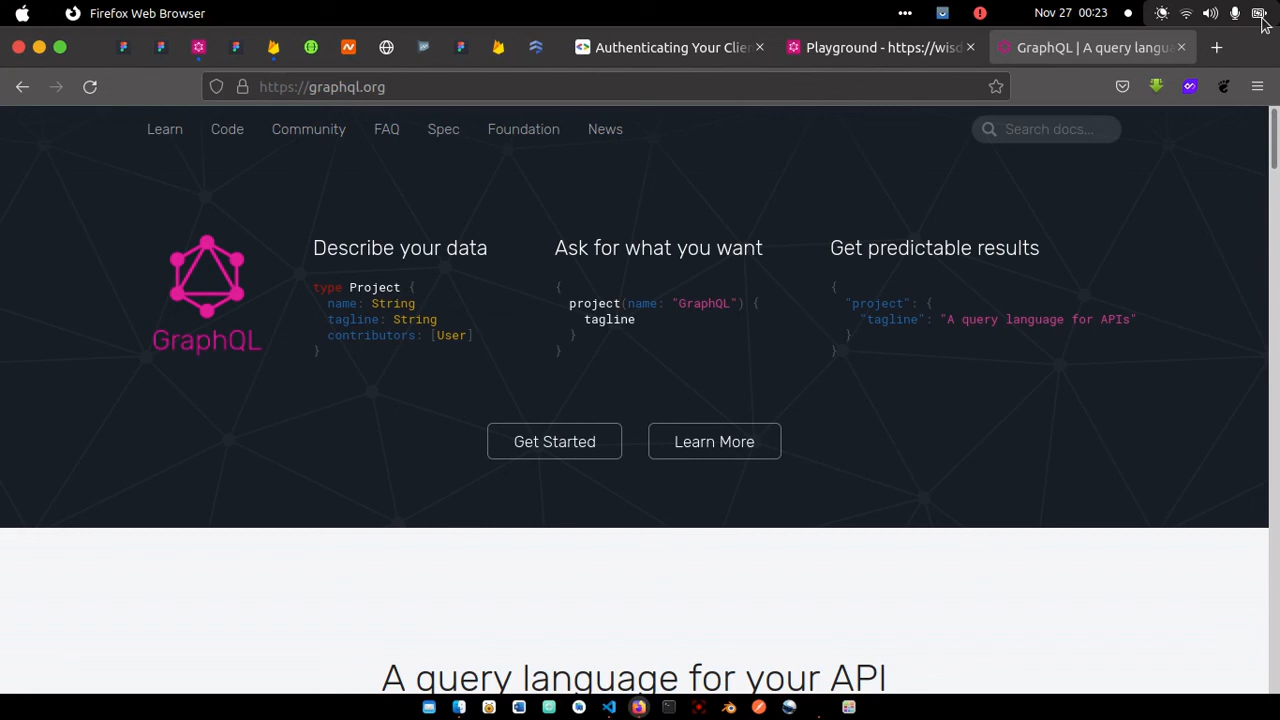 Firefox Web Browser
Nov 27 00:23
Authenticating Your Clien
Playground - https://wisd
GraphQL | A query langua
https://graphql.org
Learn
Code
Community
FAQ
Spec
Foundation
News
Search docs...
GraphQL
Describe your data
type Project {
name: String
tagline: String
contributors: [User]
}
Ask for what you want
{
project(name: "GraphQL") {
tagline
}
}
Get predictable results
{
"project": {
"tagline": "A query language for APIs"
}
}
Get Started
Learn More
A query language for your API